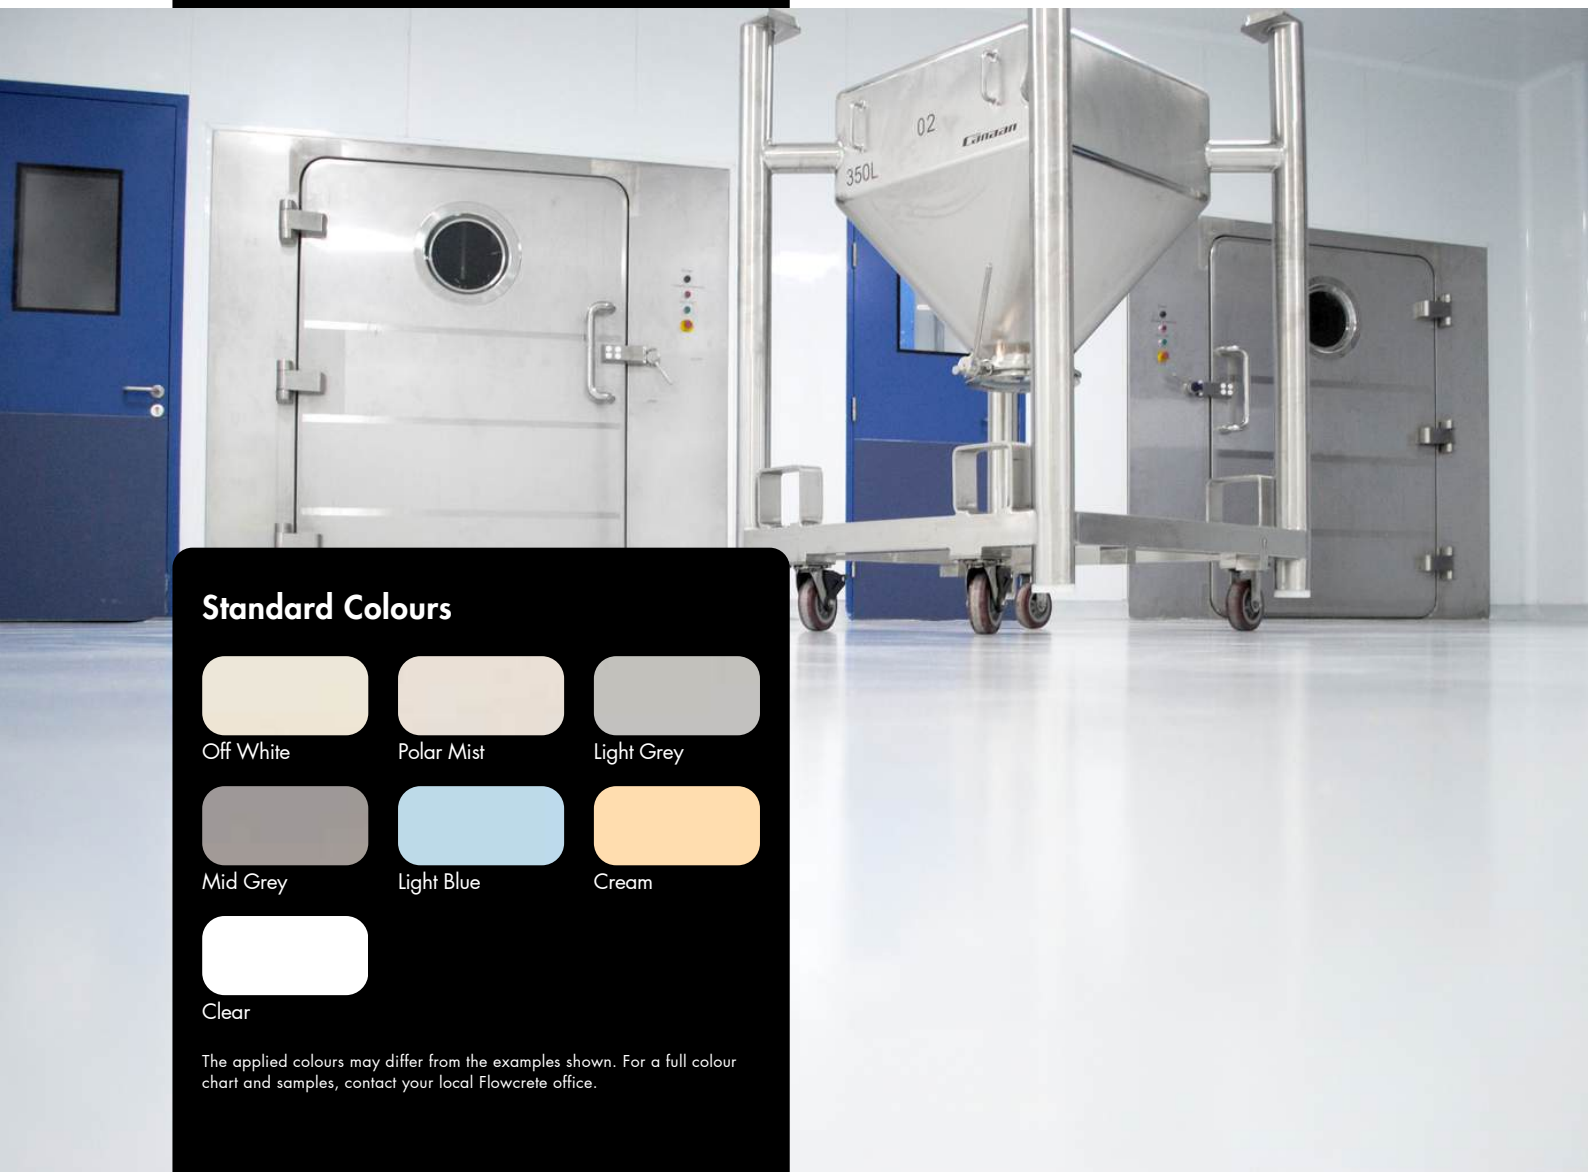 02
Canaan
350L
Standard Colours
Off White
Polar Mist
Light Grey
Mid Grey
Light Blue
Cream
Clear
The applied colours may differ from the examples shown. For a full colour
chart and samples, contact your local Flowcrete office.